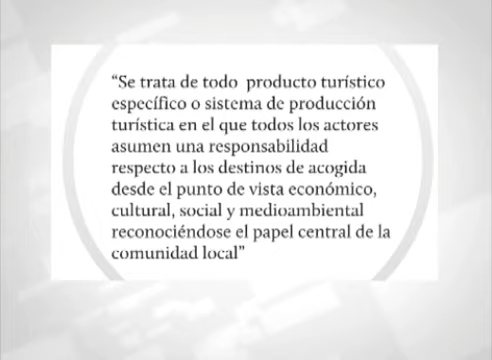 “Se trata de todo producto turístico
específico o sistema de producción
turística en el que todos los actores
asumen una responsabilidad
respecto a los destinos de acogida
desde el punto de vista económico,
cultural, social y medioambiental
reconociéndose el papel central de la
comunidad local”